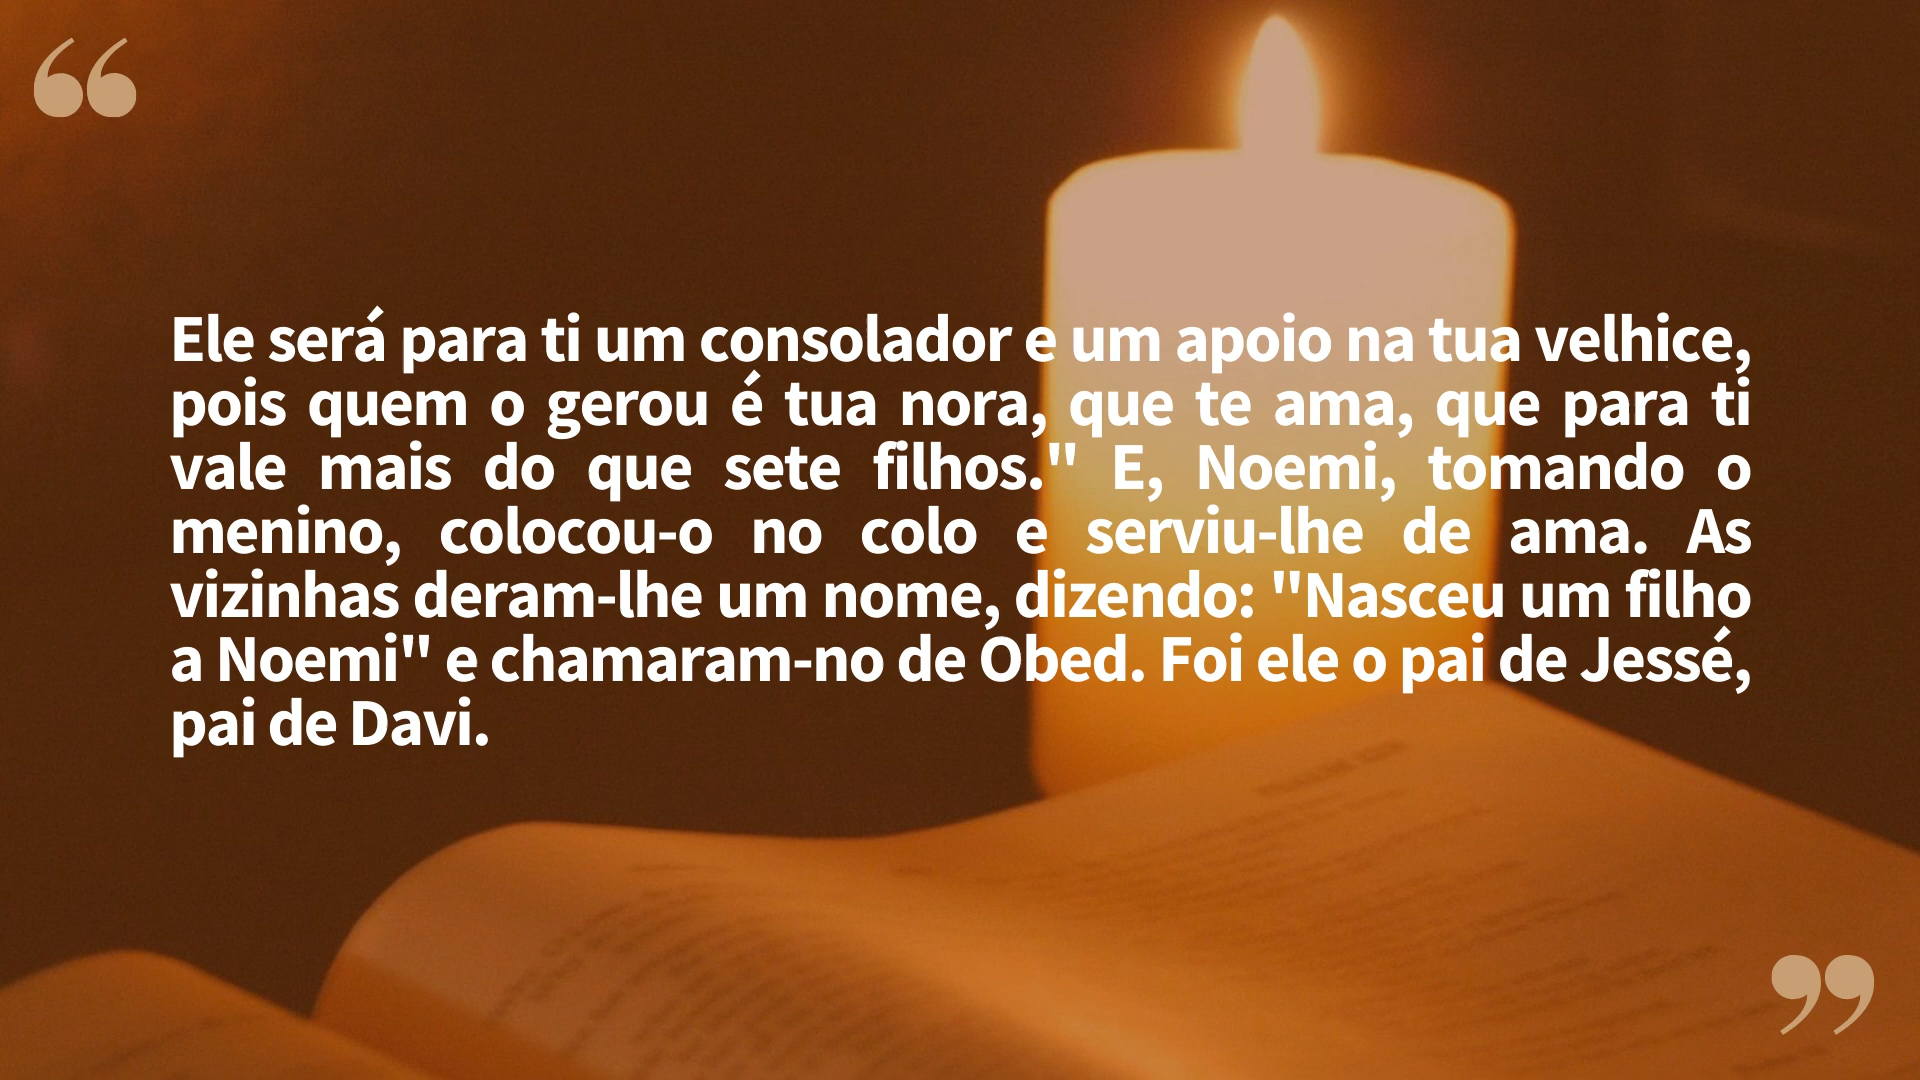 “
Ele será para ti um consolador e um apoio na tua velhice,
pois quem o gerou é tua nora, que te ama, que para ti
vale mais do que sete filhos." E, Noemi, tomando o
menino, colocou-o no colo e serviu-lhe de ama. As
vizinhas deram-lhe um nome, dizendo: "Nasceu um filho
a Noemi" e chamaram-no de Obed. Foi ele o pai de Jessé,
pai de Davi.
”